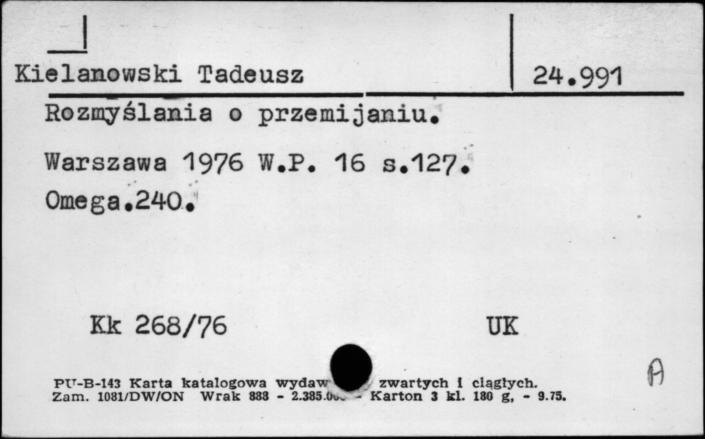 Kielanowski Tadeusz 24.991
Rozmyślania o przemijaniu.
Warszawa 1976 W.P. 16 s.127.
Omega.240.
Kk 268/76 UK
A
PU-B-143 Karta katalogowa zwartych i ciągłych.
Zam. 1081/DW/ON Wrak 888 - - Karton 3 kl. 180 g, - 9.75.